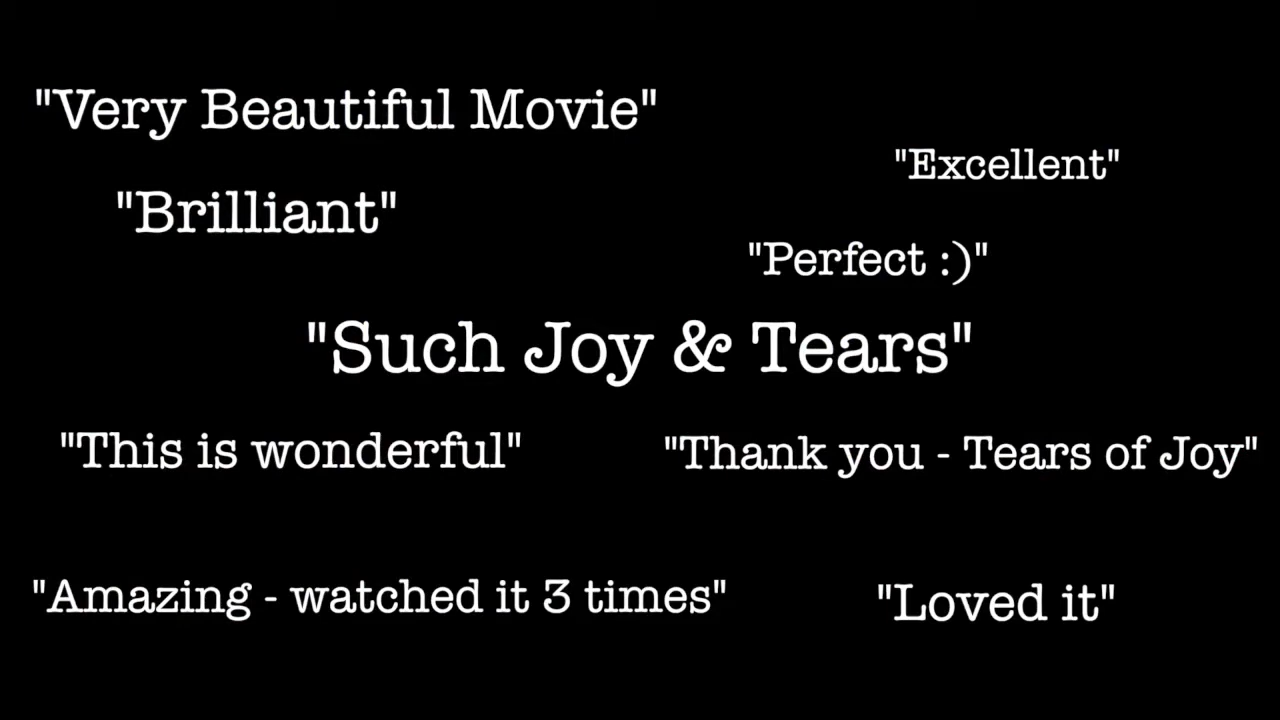 "Very Beautiful Movie"
"Excellent"
"Brilliant"
"Perfect :)"
"Such Joy & Tears"
"This is wonderful"
"Thank you - Tears of Joy"
"Amazing - watched it 3 times"
"Loved it"